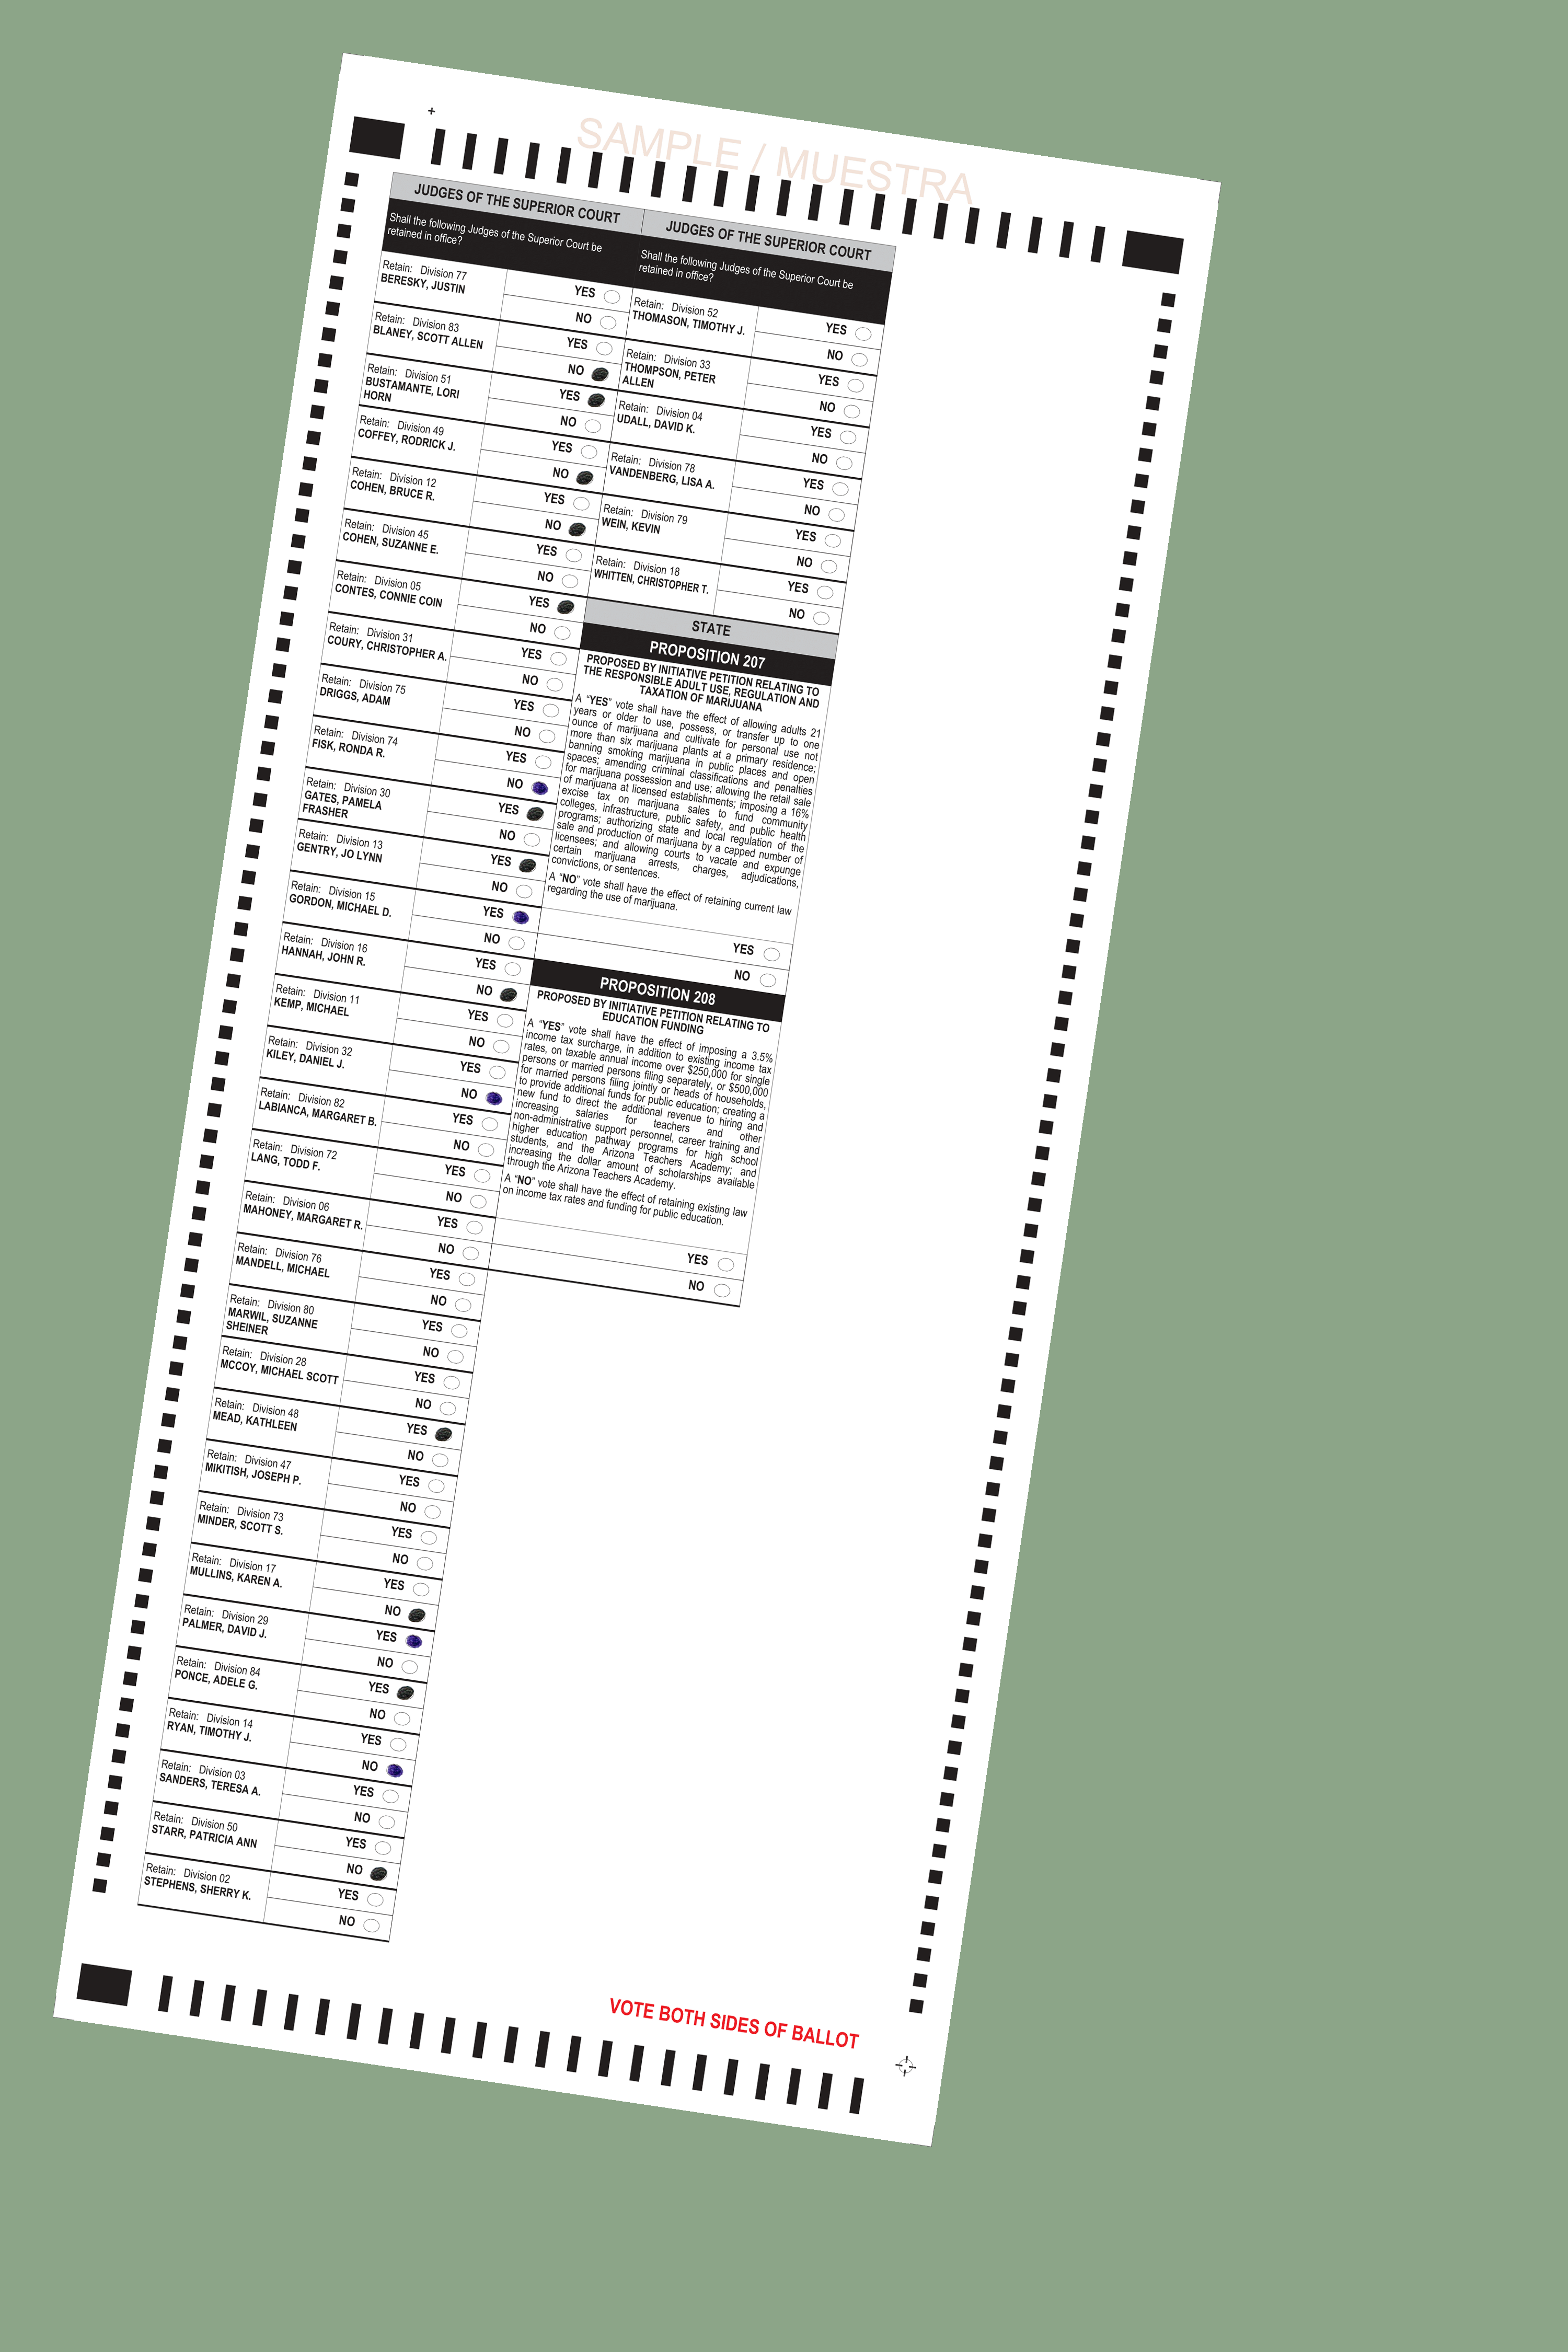 SAMPLE / MUESTRA
JUDGES OF THE SUPERIOR COURT
Shall the following Judges of the Superior Court be
retained in office?
Retain: Division 77
BERESKY, JUSTIN
YES
NO
Retain: Division 83
BLANEY, SCOTT ALLEN
YES
NO
Retain: Division 51
BUSTAMANTE, LORI
HORN
YES
NO
Retain: Division 49
COFFEY, RODRICK J.
YES
NO
Retain: Division 12
COHEN, BRUCE R.
YES
NO
Retain: Division 45
COHEN, SUZANNE E.
YES
NO
Retain: Division 05
CONTES, CONNIE COIN
YES
NO
Retain: Division 31
COURY, CHRISTOPHER A.
YES
NO
Retain: Division 75
DRIGGS, ADAM
YES
NO
Retain: Division 74
FISK, RONDA R.
YES
NO
Retain: Division 30
GATES, PAMELA
FRASHER
YES
NO
Retain: Division 13
GENTRY, JO LYNN
YES
NO
Retain: Division 15
GORDON, MICHAEL D.
YES
NO
Retain: Division 16
HANNAH, JOHN R.
YES
NO
Retain: Division 11
KEMP, MICHAEL
YES
NO
Retain: Division 32
KILEY, DANIEL J.
YES
NO
Retain: Division 82
LABIANCA, MARGARET B.
YES
NO
Retain: Division 72
LANG, TODD F.
YES
NO
Retain: Division 06
MAHONEY, MARGARET R.
YES
NO
Retain: Division 76
MANDELL, MICHAEL
YES
NO
Retain: Division 80
MARWIL, SUZANNE
SHEINER
YES
NO
Retain: Division 28
MCCOY, MICHAEL SCOTT
YES
NO
Retain: Division 48
MEAD, KATHLEEN
YES
NO
Retain: Division 47
MIKITISH, JOSEPH P.
YES
NO
Retain: Division 73
MINDER, SCOTT S.
YES
NO
Retain: Division 17
MULLINS, KAREN A.
YES
NO
Retain: Division 29
PALMER, DAVID J.
YES
NO
Retain: Division 84
PONCE, ADELE G.
YES
NO
Retain: Division 14
RYAN, TIMOTHY J.
YES
NO
Retain: Division 03
SANDERS, TERESA A.
YES
NO
Retain: Division 50
STARR, PATRICIA ANN
YES
NO
Retain: Division 02
STEPHENS, SHERRY K.
YES
NO
JUDGES OF THE SUPERIOR COURT
Shall the following Judges of the Superior Court be
retained in office?
Retain: Division 52
THOMASON, TIMOTHY J.
YES
NO
Retain: Division 33
THOMPSON, PETER
ALLEN
YES
NO
Retain: Division 04
UDALL, DAVID K.
YES
NO
Retain: Division 78
VANDENBERG, LISA A.
YES
NO
Retain: Division 79
WEIN, KEVIN
YES
NO
Retain: Division 18
WHITTEN, CHRISTOPHER T.
YES
NO
STATE
PROPOSITION 207
PROPOSED BY INITIATIVE PETITION RELATING TO
THE RESPONSIBLE ADULT USE, REGULATION AND
TAXATION OF MARIJUANA
A “YES” vote shall have the effect of allowing adults 21
years or older to use, possess, or transfer up to one
ounce of marijuana and cultivate for personal use not
more than six marijuana plants at a primary residence;
banning smoking marijuana in public places and open
spaces; amending criminal classifications and penalties
for marijuana possession and use; allowing the retail sale
of marijuana at licensed establishments; imposing a 16%
excise tax on marijuana sales to fund community
colleges, infrastructure, public safety, and public health
programs; authorizing state and local regulation of the
sale and production of marijuana by a capped number of
licensees; and allowing courts to vacate and expunge
certain marijuana arrests, charges, adjudications,
convictions, or sentences.
A “NO” vote shall have the effect of retaining current law
regarding the use of marijuana.
YES
NO
PROPOSITION 208
PROPOSED BY INITIATIVE PETITION RELATING TO
EDUCATION FUNDING
A “YES” vote shall have the effect of imposing a 3.5%
income tax surcharge, in addition to existing income tax
rates, on taxable annual income over $250,000 for single
persons or married persons filing separately, or $500,000
for married persons filing jointly or heads of households,
to provide additional funds for public education; creating a
new fund to direct the additional revenue to hiring and
increasing salaries for teachers and other
non-administrative support personnel, career training and
higher education pathway programs for high school
students, and the Arizona Teachers Academy; and
increasing the dollar amount of scholarships available
through the Arizona Teachers Academy.
A “NO” vote shall have the effect of retaining existing law
on income tax rates and funding for public education.
YES
NO
VOTE BOTH SIDES OF BALLOT